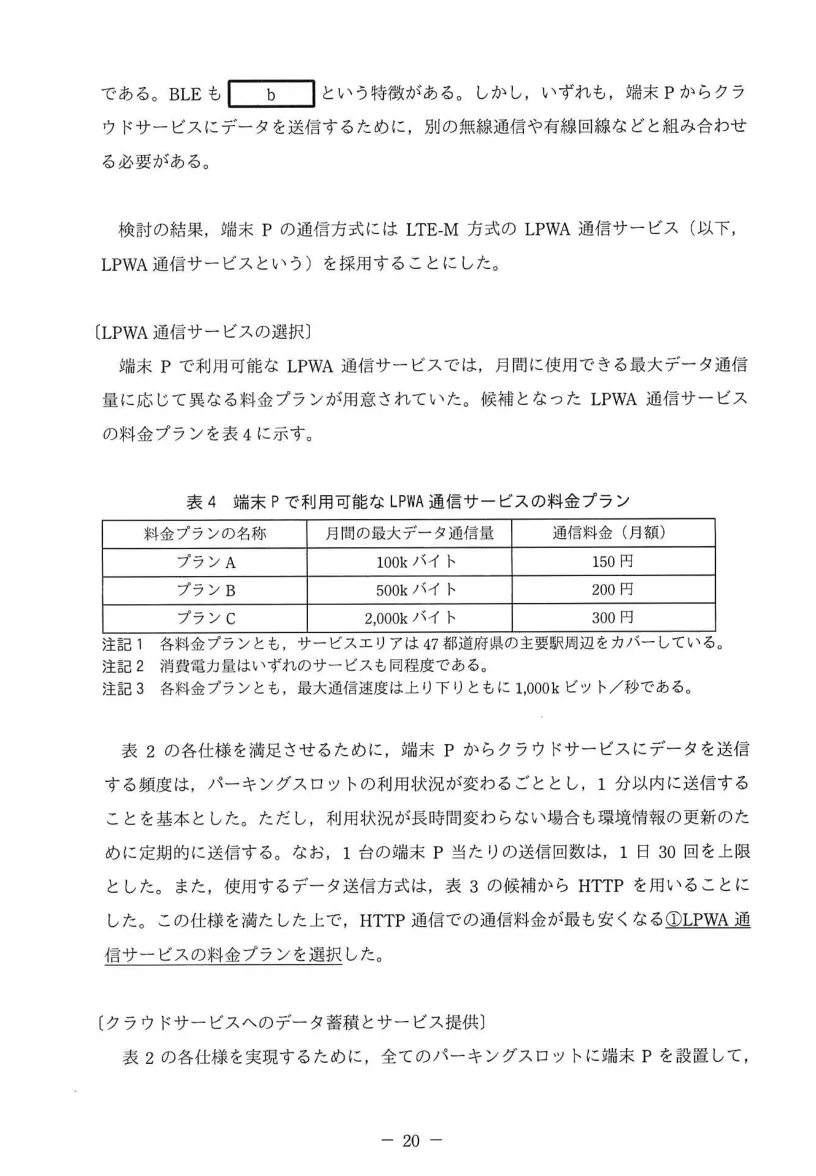 である。BLE も b という特徴がある。しかし，いずれも，端末 P からクラ
ウドサービスにデータを送信するために，別の無線通信や有線回線などと組み合わせ
る必要がある。
検討の結果，端末 P の通信方式には LTE-M 方式の LPWA 通信サービス（以下，
LPWA 通信サービスという）を採用することにした。
〔LPWA 通信サービスの選択〕
端末 P で利用可能な LPWA 通信サービスでは，月間に使用できる最大データ通信
量に応じて異なる料金プランが用意されていた。候補となった LPWA 通信サービス
の料金プランを表 4 に示す。
表 4 端末 P で利用可能な LPWA 通信サービスの料金プラン
料金プランの名称 月間の最大データ通信量 通信料金（月額）
プラン A 100k バイト 150 円
プラン B 500k バイト 200 円
プラン C 2,000k バイト 300 円
注記 1 各料金プランとも，サービスエリアは 47 都道府県の主要駅周辺をカバーしている。
注記 2 消費電力量はいずれのサービスも同程度である。
注記 3 各料金プランとも，最大通信速度は上り下りともに 1,000k ビット／秒である。
表 2 の各仕様を満足させるために，端末 P からクラウドサービスにデータを送信
する頻度は，パーキングスロットの利用状況が変わるごととし，1 分以内に送信する
ことを基本とした。ただし，利用状況が長時間変わらない場合も環境情報の更新のた
めに定期的に送信する。なお，1 台の端末 P 当たりの送信回数は，1 日 30 回を上限
とした。また，使用するデータ送信方式は，表 3 の候補から HTTP を用いることに
した。この仕様を満たした上で，HTTP 通信での通信料金が最も安くなる①LPWA 通
信サービスの料金プランを選択した。
〔クラウドサービスへのデータ蓄積とサービス提供〕
表 2 の各仕様を実現するために，全てのパーキングスロットに端末 P を設置して，
－ 20 －